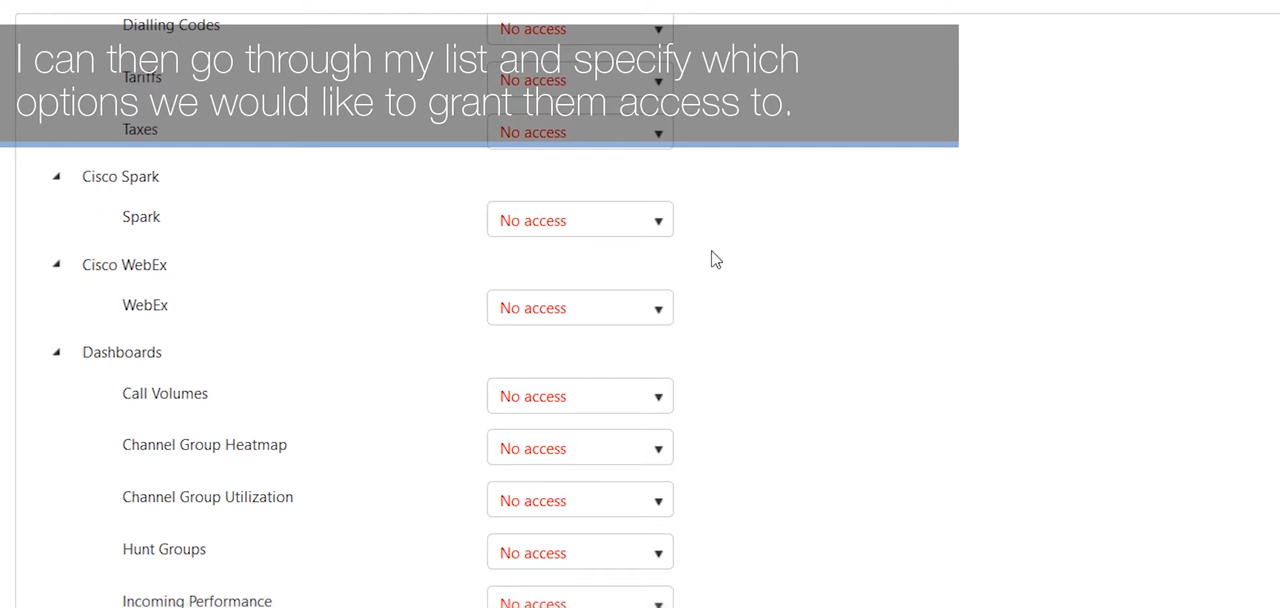 Dialling Codes No access
I can then go through my list and specify which
Tariffs No access
options we would like to grant them access to.
Taxes No access
Cisco Spark
Spark No access
Cisco WebEx
WebEx No access
Dashboards
Call Volumes No access
Channel Group Heatmap No access
Channel Group Utilization No access
Hunt Groups No access
Incoming Performance No access